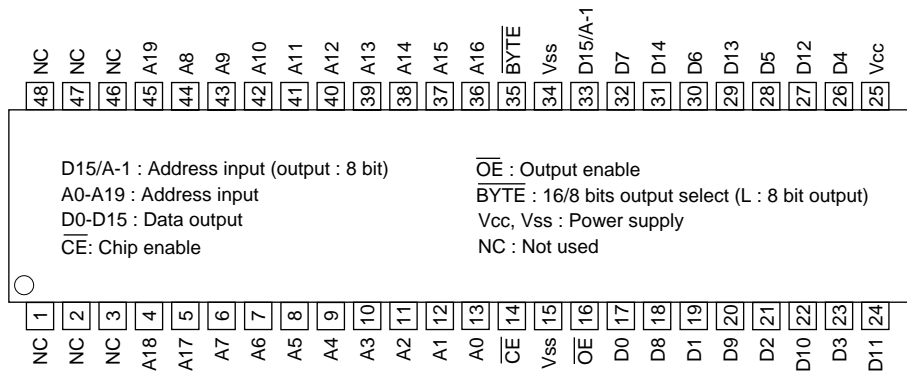 NC NC NC A19 A8 A9 A10 A11 A12 A13 A14 A15 A16 BYTE Vss D15/A-1 D7 D14 D6 D13 D5 D12 D4 Vcc
48 47 46 45 44 43 42 41 40 39 38 37 36 35 34 33 32 31 30 29 28 27 26 25
D15/A-1 : Address input (output : 8 bit)
A0-A19 : Address input
D0-D15 : Data output
CE: Chip enable
OE : Output enable
BYTE : 16/8 bits output select (L : 8 bit output)
Vcc, Vss : Power supply
NC : Not used
1 2 3 4 5 6 7 8 9 10 11 12 13 14 15 16 17 18 19 20 21 22 23 24
NC NC NC A18 A17 A7 A6 A5 A4 A3 A2 A1 A0 CE Vss OE D0 D8 D1 D9 D2 D10 D3 D11